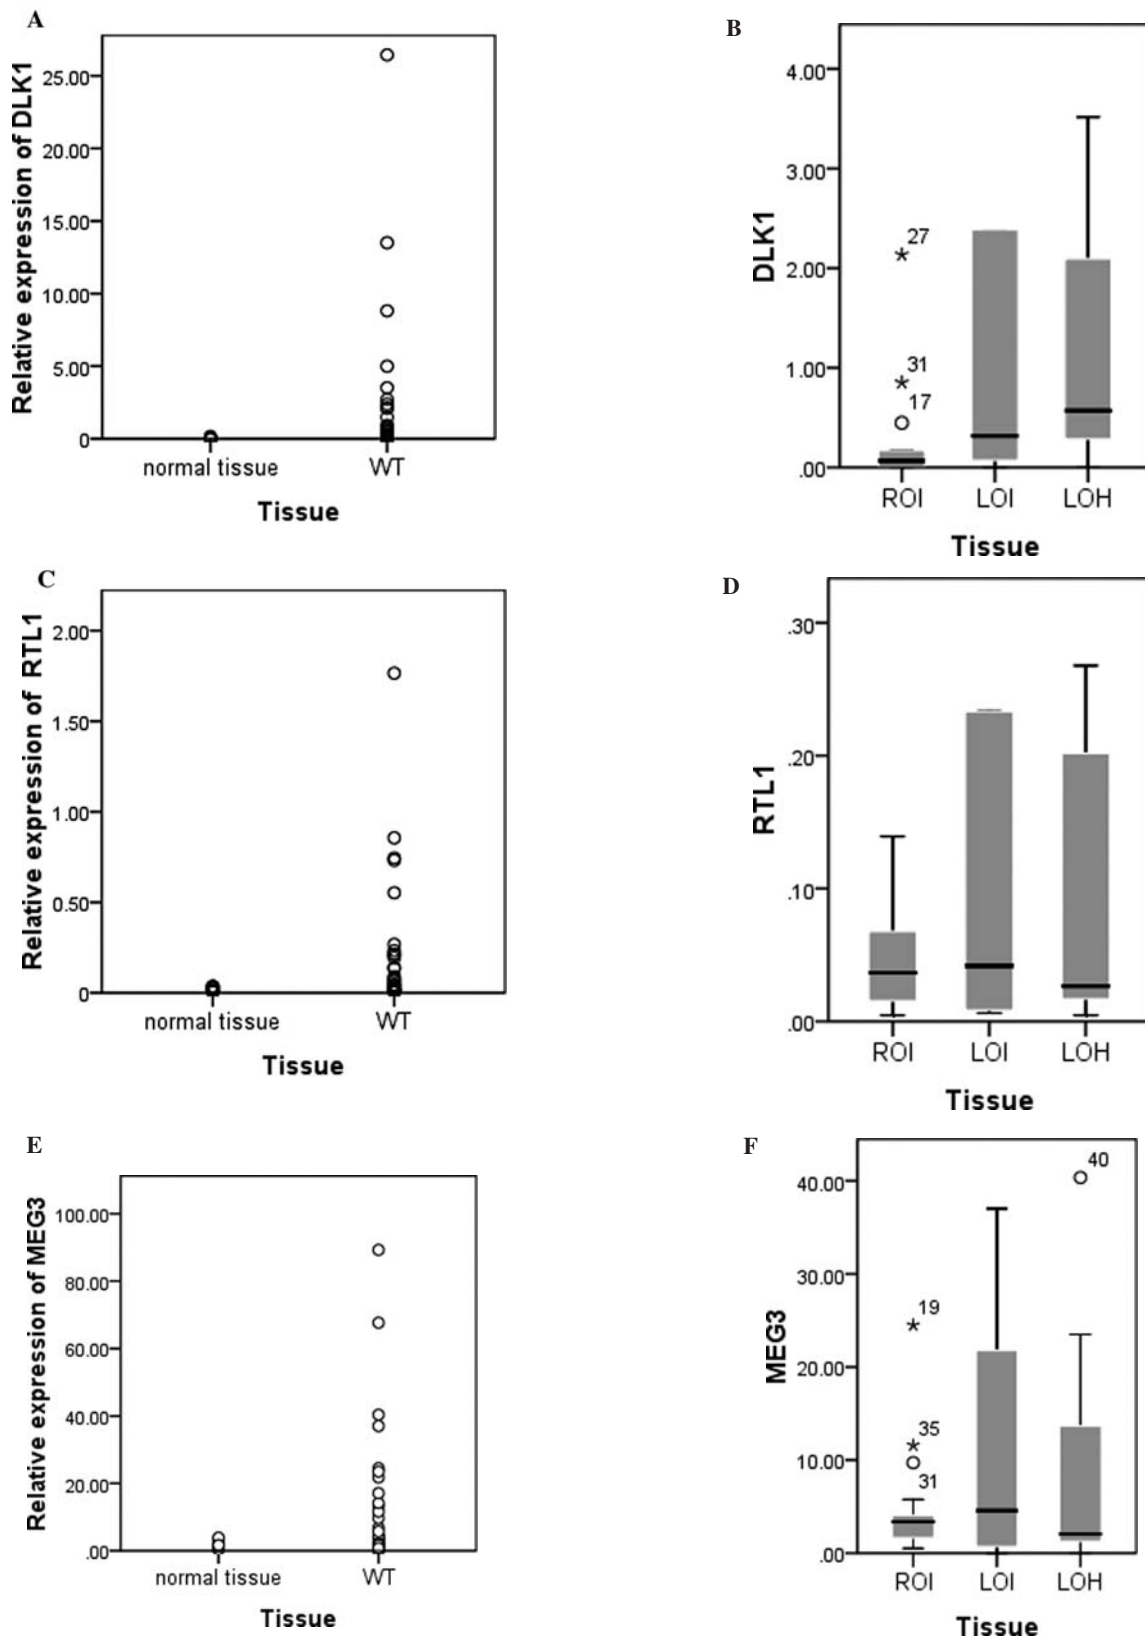 A
Relative expression of DLK1
25.00
20.00
15.00
10.00
5.00
0
normal tissue WT
Tissue
B
DLK1
4.00
3.00
2.00
1.00
.00
27
31
17
ROI LOI LOH
Tissue
C
Relative expression of RTL1
2.00
1.50
1.00
0.50
0
normal tissue WT
Tissue
D
RTL1
.30
.20
.10
.00
ROI LOI LOH
Tissue
E
Relative expression of MEG3
100.00
80.00
60.00
40.00
20.00
.00
normal tissue WT
Tissue
F
MEG3
40.00
30.00
20.00
10.00
.00
40
19
35
31
ROI LOI LOH
Tissue